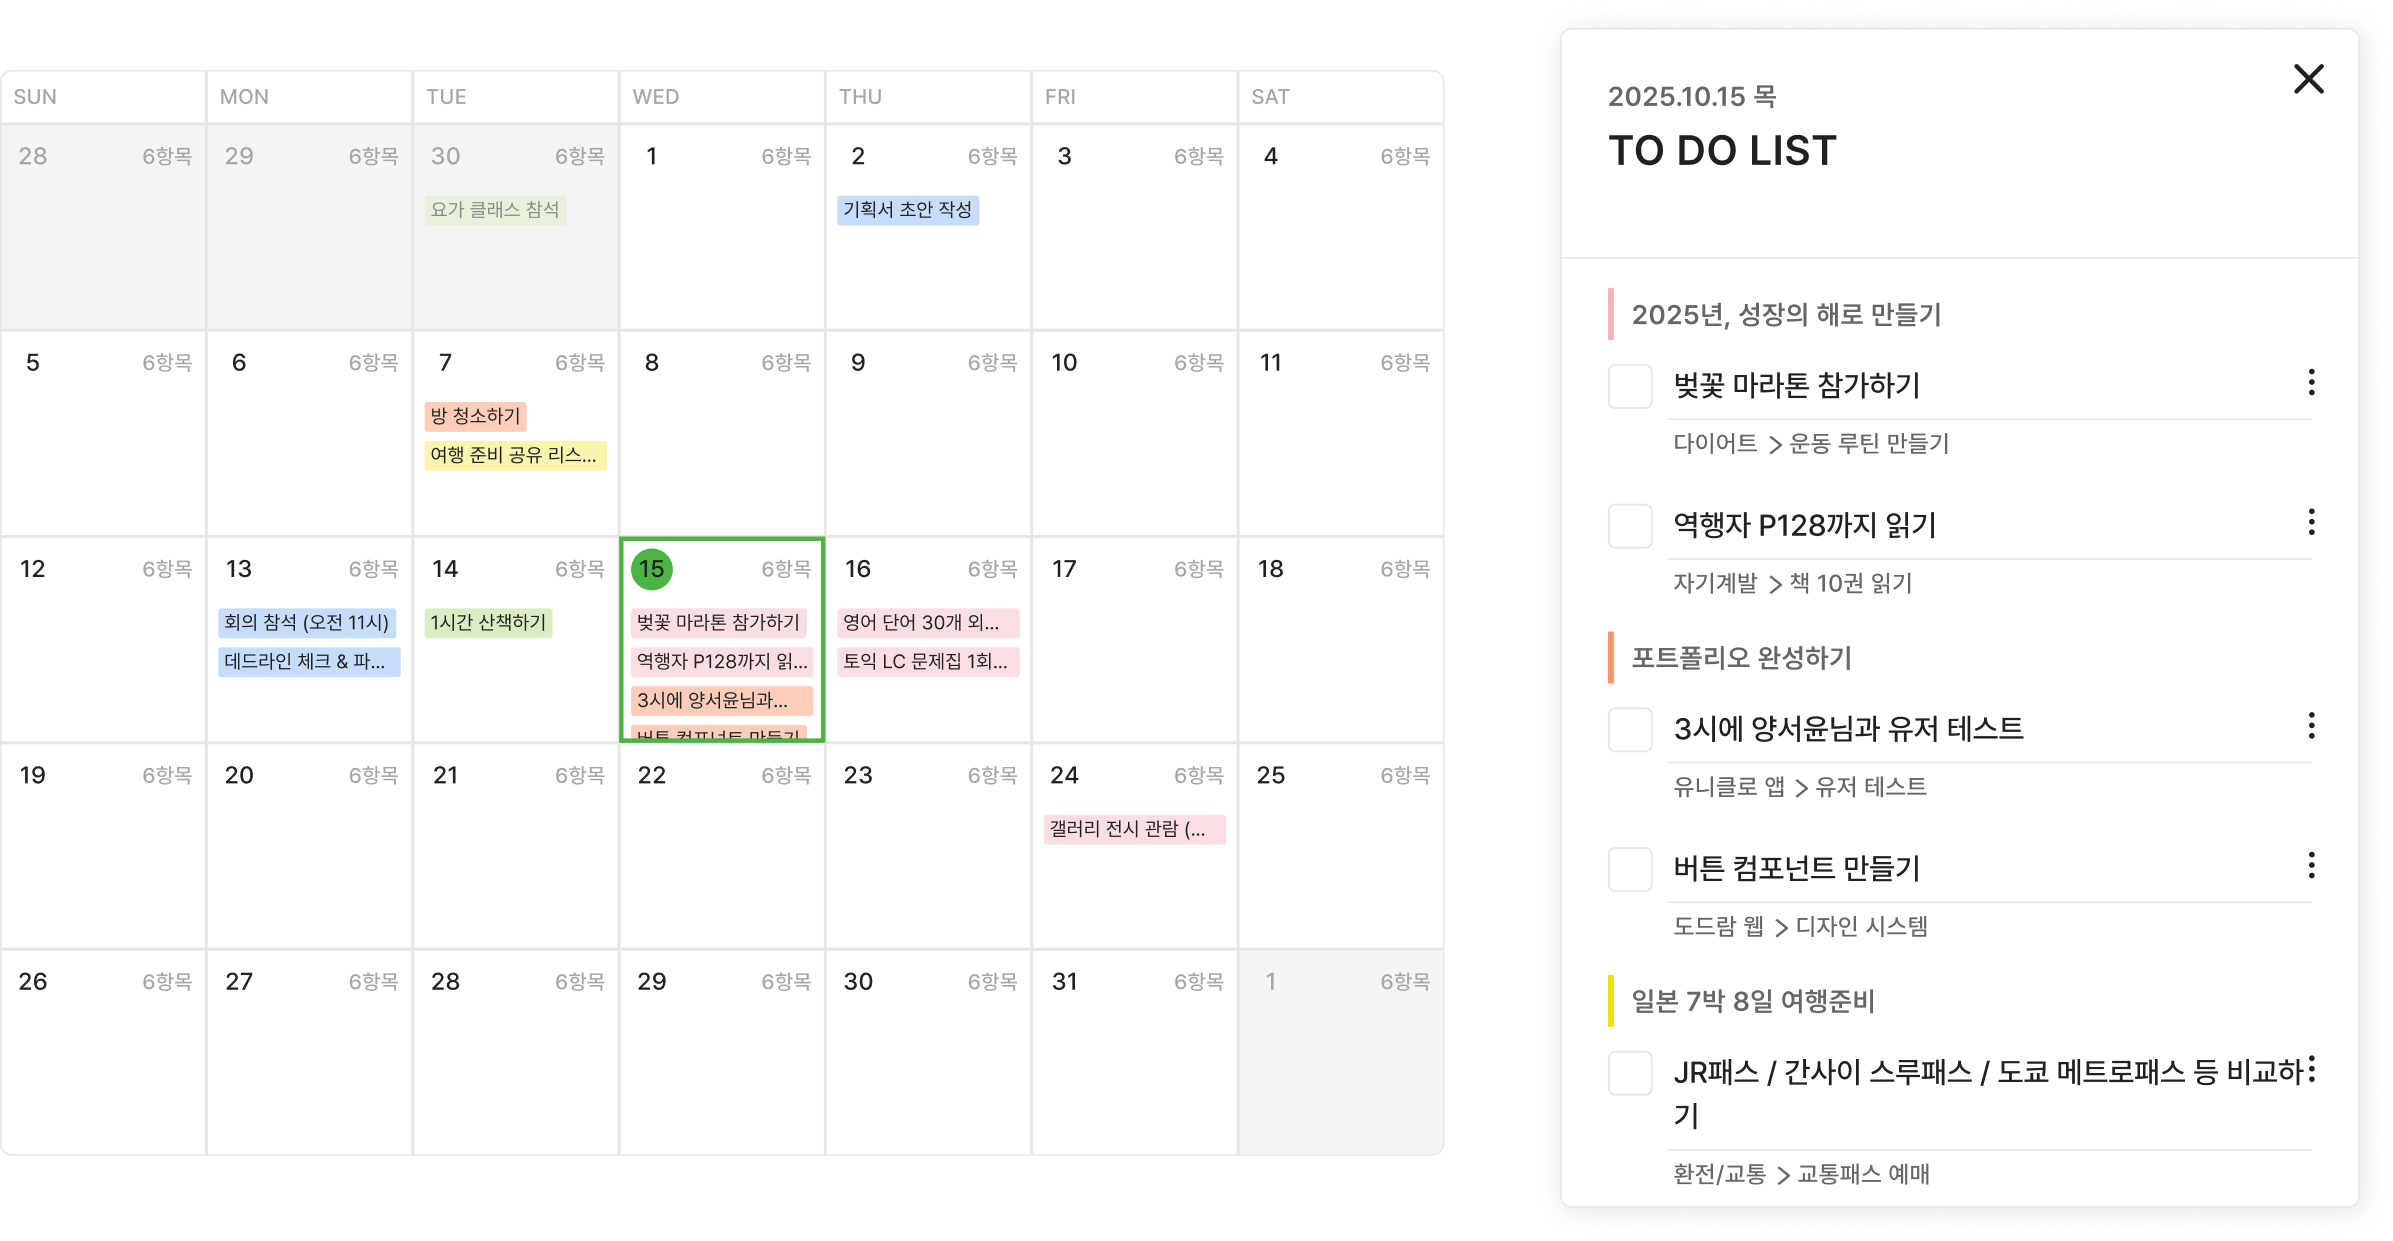 SUN MON TUE WED THU FRI SAT
28 6항목 29 6항목 30 6항목 1 6항목 2 6항목 3 6항목 4 6항목
요가 클래스 참석 기획서 초안 작성
5 6항목 6 6항목 7 6항목 8 6항목 9 6항목 10 6항목 11 6항목
방 청소하기
여행 준비 공유 리스...
12 6항목 13 6항목 14 6항목 15 6항목 16 6항목 17 6항목 18 6항목
회의 참석 (오전 11시) 1시간 산책하기 벚꽃 마라톤 참가하기 영어 단어 30개 외...
데드라인 체크 & 파... 역행자 P128까지 읽... 토익 LC 문제집 1회...
3시에 양서윤님과...
버튼 컴포넌트 만들기
19 6항목 20 6항목 21 6항목 22 6항목 23 6항목 24 6항목 25 6항목
갤러리 전시 관람 (...
26 6항목 27 6항목 28 6항목 29 6항목 30 6항목 31 6항목 1 6항목
2025.10.15 목
TO DO LIST
2025년, 성장의 해로 만들기
벚꽃 마라톤 참가하기
다이어트 > 운동 루틴 만들기
역행자 P128까지 읽기
자기계발 > 책 10권 읽기
포트폴리오 완성하기
3시에 양서윤님과 유저 테스트
유니클로 앱 > 유저 테스트
버튼 컴포넌트 만들기
도드람 웹 > 디자인 시스템
일본 7박 8일 여행준비
JR패스 / 간사이 스루패스 / 도쿄 메트로패스 등 비교하
기
환전/교통 > 교통패스 예매